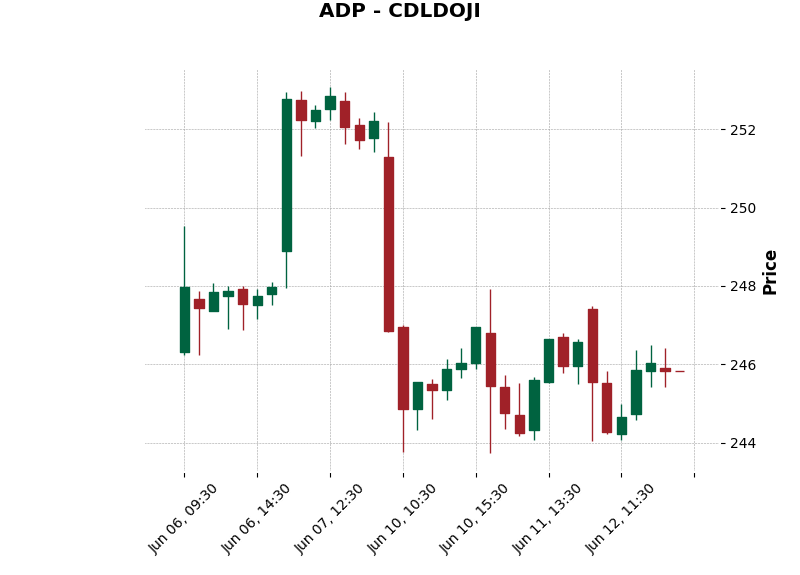 ADP - CDLDOJI
252
250
248
246
244
Price
Jun 06, 09:30
Jun 06, 14:30
Jun 07, 12:30
Jun 10, 10:30
Jun 10, 15:30
Jun 11, 13:30
Jun 12, 11:30